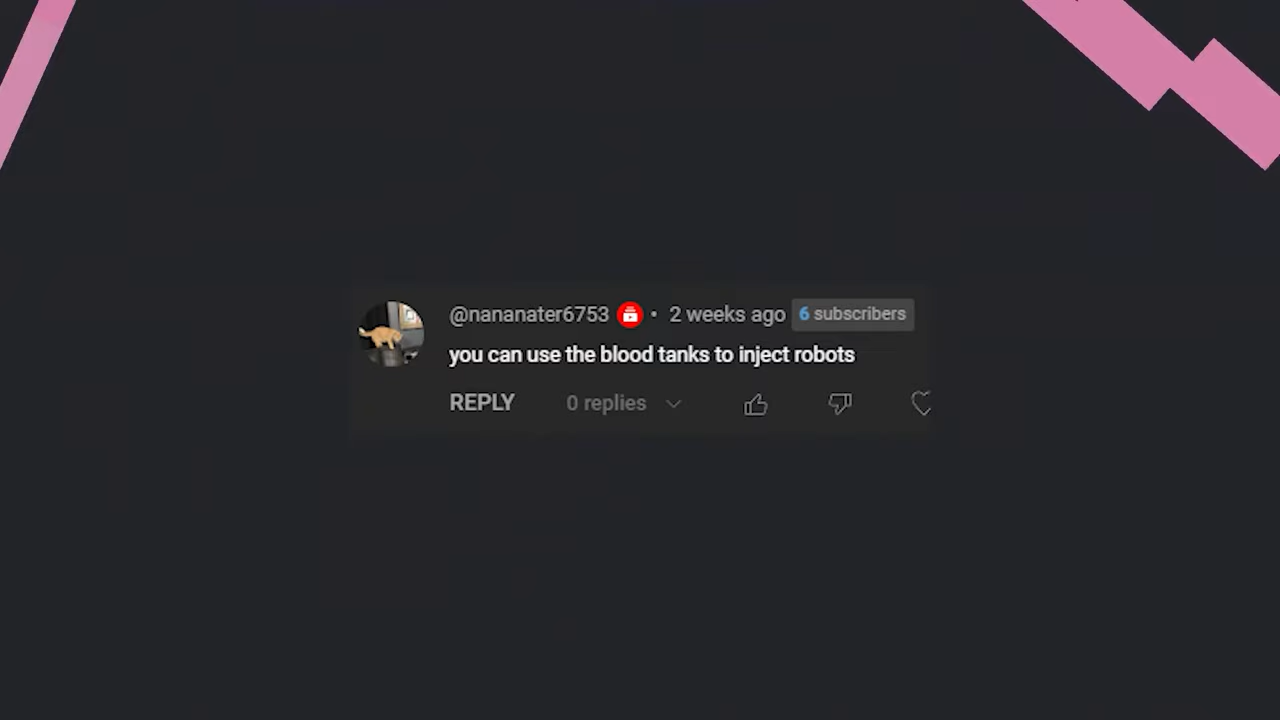 @nananater6753 • 2 weeks ago 6 subscribers
you can use the blood tanks to inject robots
REPLY 0 replies